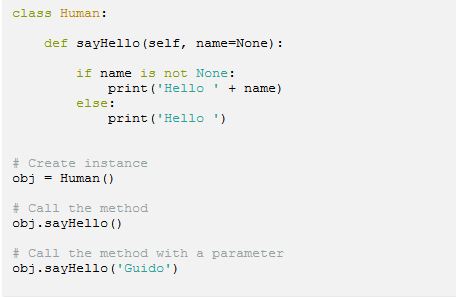 class Human:
    def sayHello(self, name=None):
        if name is not None:
            print('Hello ' + name)
        else:
            print('Hello ')
# Create instance
obj = Human()
# Call the method
obj.sayHello()
# Call the method with a parameter
obj.sayHello('Guido')